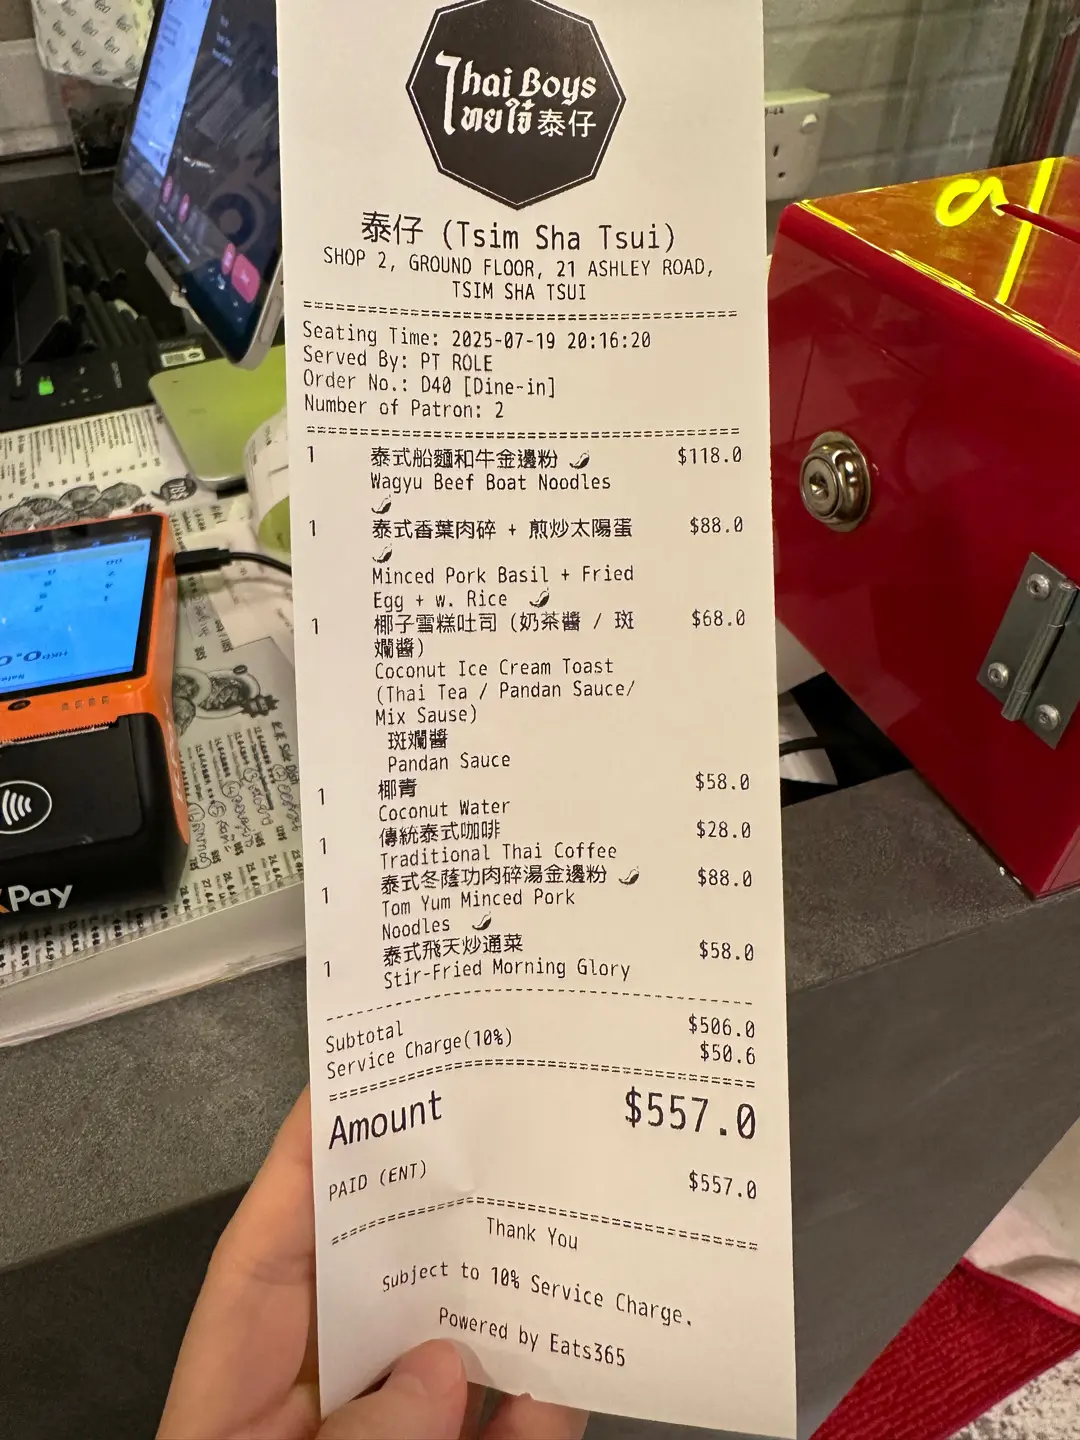 Thai Boys
ไทยใจ๋ 泰仔
泰仔 (Tsim Sha Tsui)
SHOP 2, GROUND FLOOR, 21 ASHLEY ROAD,
TSIM SHA TSUI
Seating Time: 2025-07-19 20:16:20
Served By: PT ROLE
Order No.: D40 [Dine-in]
Number of Patron: 2
1 泰式船麵和牛金邊粉 $118.0
Wagyu Beef Boat Noodles
1 泰式香葉肉碎 + 煎炒太陽蛋 $88.0
Minced Pork Basil + Fried
Egg + w. Rice
1 椰子雪糕吐司 (奶茶醬 / 斑 $68.0
斕醬)
Coconut Ice Cream Toast
(Thai Tea / Pandan Sauce/
Mix Sause)
斑斕醬
Pandan Sauce
1 椰青 $58.0
Coconut Water
1 傳統泰式咖啡 $28.0
Traditional Thai Coffee
1 泰式冬蔭功肉碎湯金邊粉 $88.0
Tom Yum Minced Pork
Noodles
1 泰式飛天炒通菜 $58.0
Stir-Fried Morning Glory
Subtotal $506.0
Service Charge(10%) $50.6
Amount $557.0
PAID (ENT) $557.0
Thank You
Subject to 10% Service Charge.
Powered by Eats365
Pay